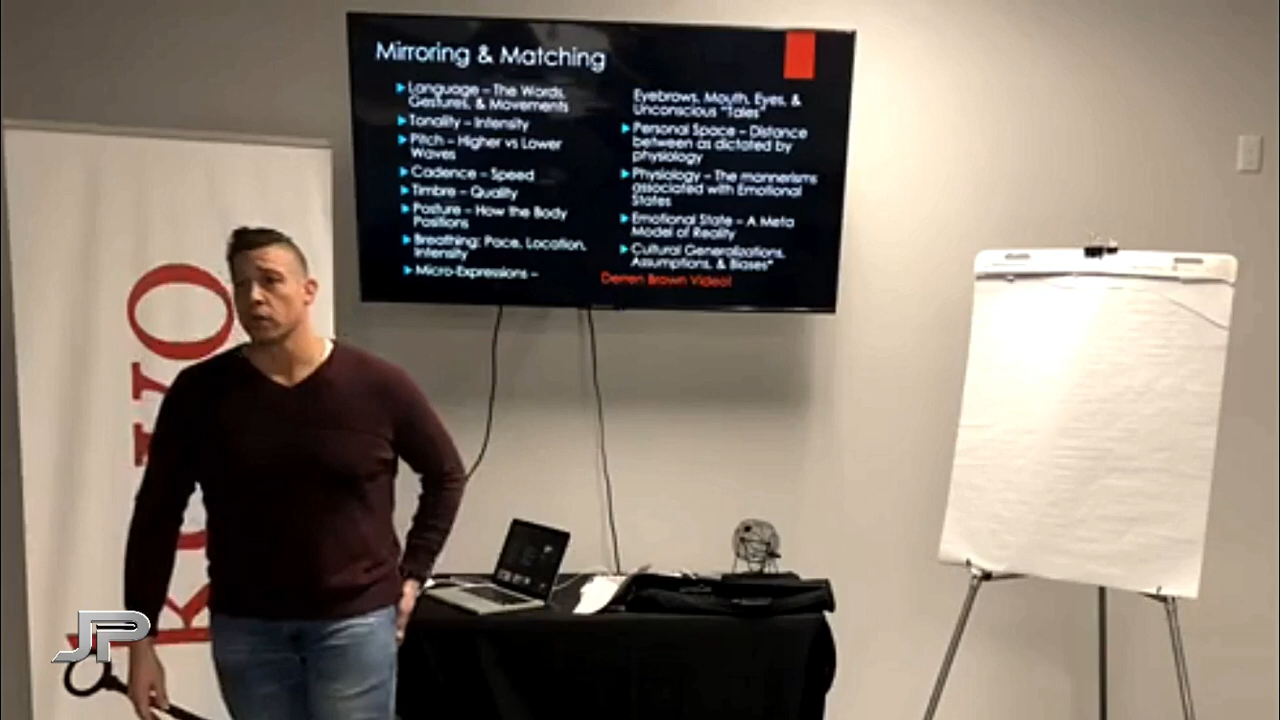 Mirroring & Matching
Language – The Words,
Gestures, & Movements
Tonality – Intensity
Pitch – Higher vs Lower
Waves
Cadence – Speed
Timbre – Quality
Posture – How the Body
Positions
Breathing: Pace, Location,
Intensity
Micro-Expressions –
Eyebrows, Mouth, Eyes, &
Unconscious "Tales"
Personal Space – Distance
between as dictated by
physiology
Physiology – The mannerisms
associated with Emotional
States
Emotional State – A Meta
Model of Reality
Cultural Generalizations,
Assumptions, & Biases"
Derren Brown Video!
JP